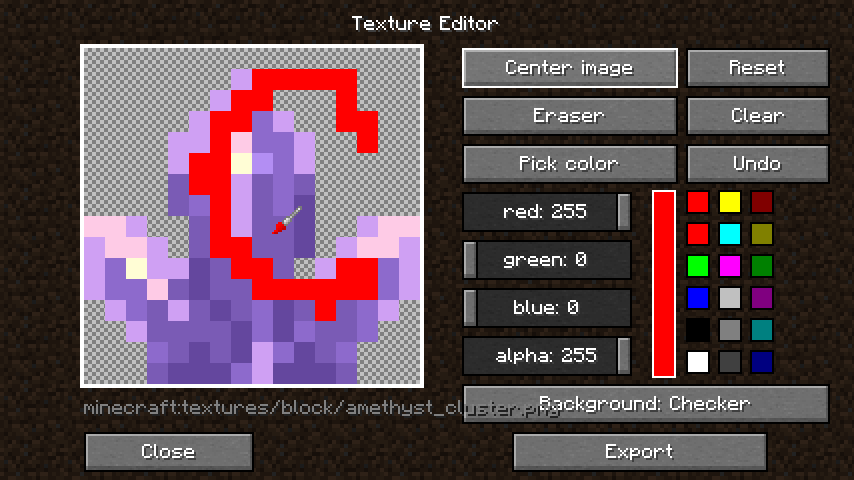 Texture Editor
Center image
Reset
Eraser
Clear
Pick color
Undo
red: 255
green: 0
blue: 0
alpha: 255
minecraft:textures/block/amethyst_cluster.png
Background: Checker
Close
Export